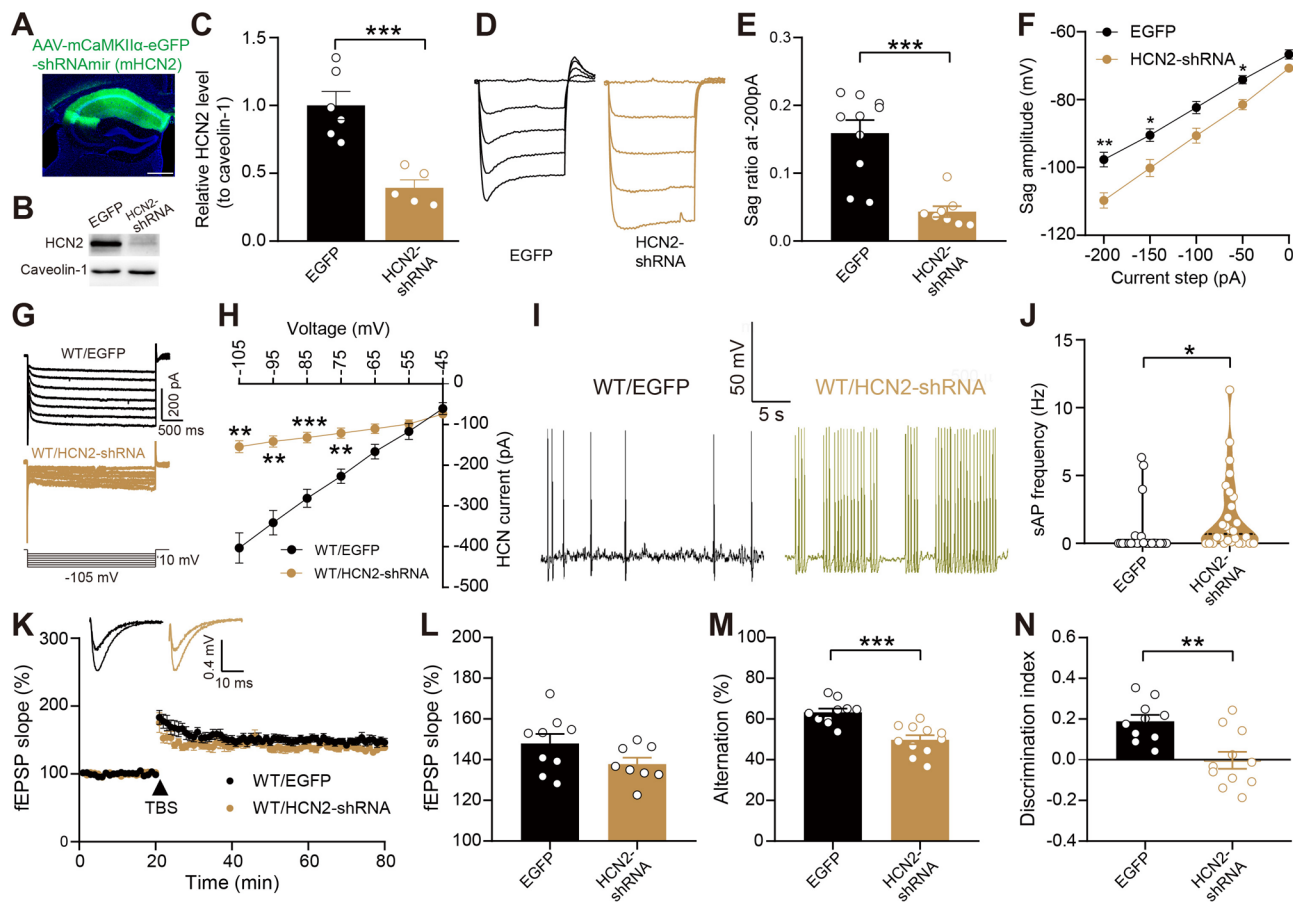 A
AAV-mCaMKIIα-eGFP
-shRNAmir (mHCN2)
B
EGFP
HCN2-
shRNA
HCN2
Caveolin-1
C
***
Relative HCN2 level
(to caveolin-1)
1.5
1.0
0.5
0.0
EGFP
HCN2-
shRNA
D
EGFP
HCN2-
shRNA
E
***
Sag ratio at -200pA
0.3
0.2
0.1
0.0
EGFP
HCN2-
shRNA
F
EGFP
HCN2-shRNA
Sag amplitude (mV)
-60
-80
-100
-120
**
*
*
-200
-150
-100
-50
0
Current step (pA)
G
WT/EGFP
200 pA
500 ms
WT/HCN2-shRNA
10 mV
-105 mV
H
Voltage (mV)
-105
-95
-85
-75
-65
-55
-45
0
-100
-200
-300
-400
-500
HCN current (pA)
**
**
***
**
WT/EGFP
WT/HCN2-shRNA
I
WT/EGFP
50 mV
5 s
WT/HCN2-shRNA
J
*
sAP frequency (Hz)
15
10
5
0
EGFP
HCN2-
shRNA
K
0.4 mV
10 ms
fEPSP slope (%)
300
200
150
100
0
TBS
WT/EGFP
WT/HCN2-shRNA
0
20
40
60
80
Time (min)
L
fEPSP slope (%)
200
180
160
140
120
100
EGFP
HCN2-
shRNA
M
***
Alternation (%)
100
80
60
40
20
0
EGFP
HCN2-
shRNA
N
**
Discrimination index
0.6
0.4
0.2
0.0
-0.2
-0.4
EGFP
HCN2-
shRNA